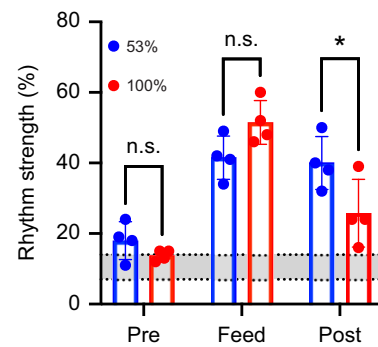 Rhythm strength (%)
80
60
40
20
0
53%
100%
n.s.
n.s.
*
Pre
Feed
Post